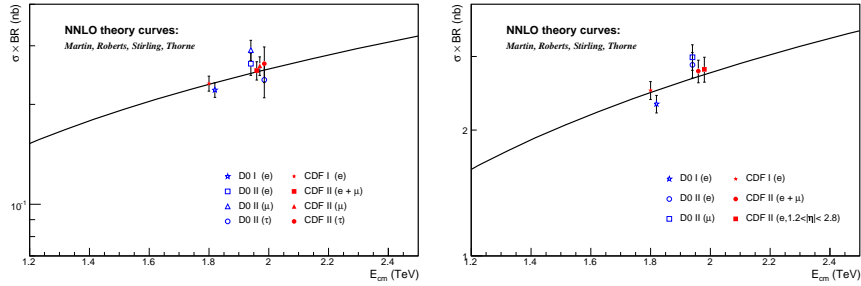 σ × BR (nb)
NNLO theory curves:
Martin, Roberts, Stirling, Thorne
D0 I (e)
D0 II (e)
D0 II (μ)
D0 II (τ)
CDF I (e)
CDF II (e + μ)
CDF II (μ)
CDF II (τ)
10⁻¹
1.2
1.4
1.6
1.8
2
2.2
2.4
E_cm (TeV)
σ × BR (nb)
NNLO theory curves:
Martin, Roberts, Stirling, Thorne
2
D0 I (e)
D0 II (e)
D0 II (μ)
CDF I (e)
CDF II (e + μ)
CDF II (e, 1.2<|η|< 2.8)
1
1.2
1.4
1.6
1.8
2
2.2
2.4
E_cm (TeV)